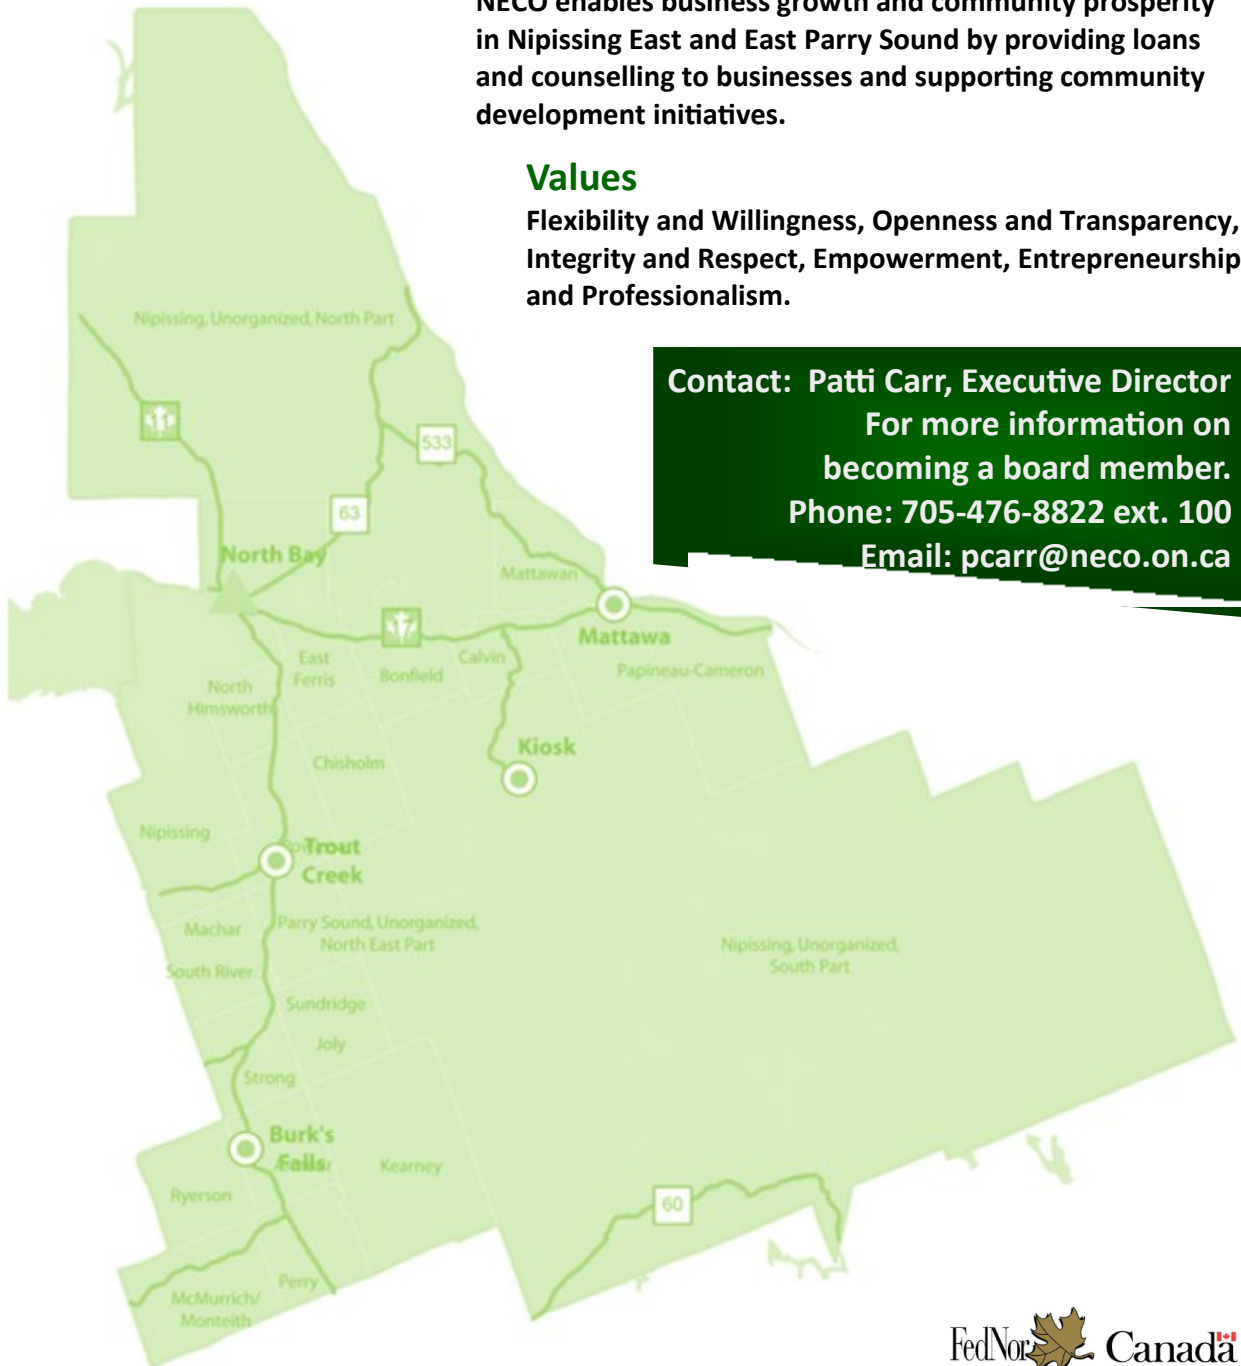 NECO enables business growth and community prosperity
in Nipissing East and East Parry Sound by providing loans
and counselling to businesses and supporting community
development initiatives.
Values
Flexibility and Willingness, Openness and Transparency,
Integrity and Respect, Empowerment, Entrepreneurship
and Professionalism.
Contact: Patti Carr, Executive Director
For more information on
becoming a board member.
Phone: 705-476-8822 ext. 100
Email: pcarr@neco.on.ca
Nipissing, Unorganized, North Part
11
533
63
North Bay
Mattawan
17
Mattawa
East
Ferris
Bonfield
Calvin
Papineau-Cameron
North
Himsworth
Kiosk
Chisholm
Nipissing
Trout
Creek
Machar
Parry Sound, Unorganized,
North East Part
Nipissing, Unorganized,
South Part
South River
Sundridge
Joly
Strong
Burk's
Falls
Kearney
Ryerson
60
Perry
McMurrich/
Monteith
FedNor Canada